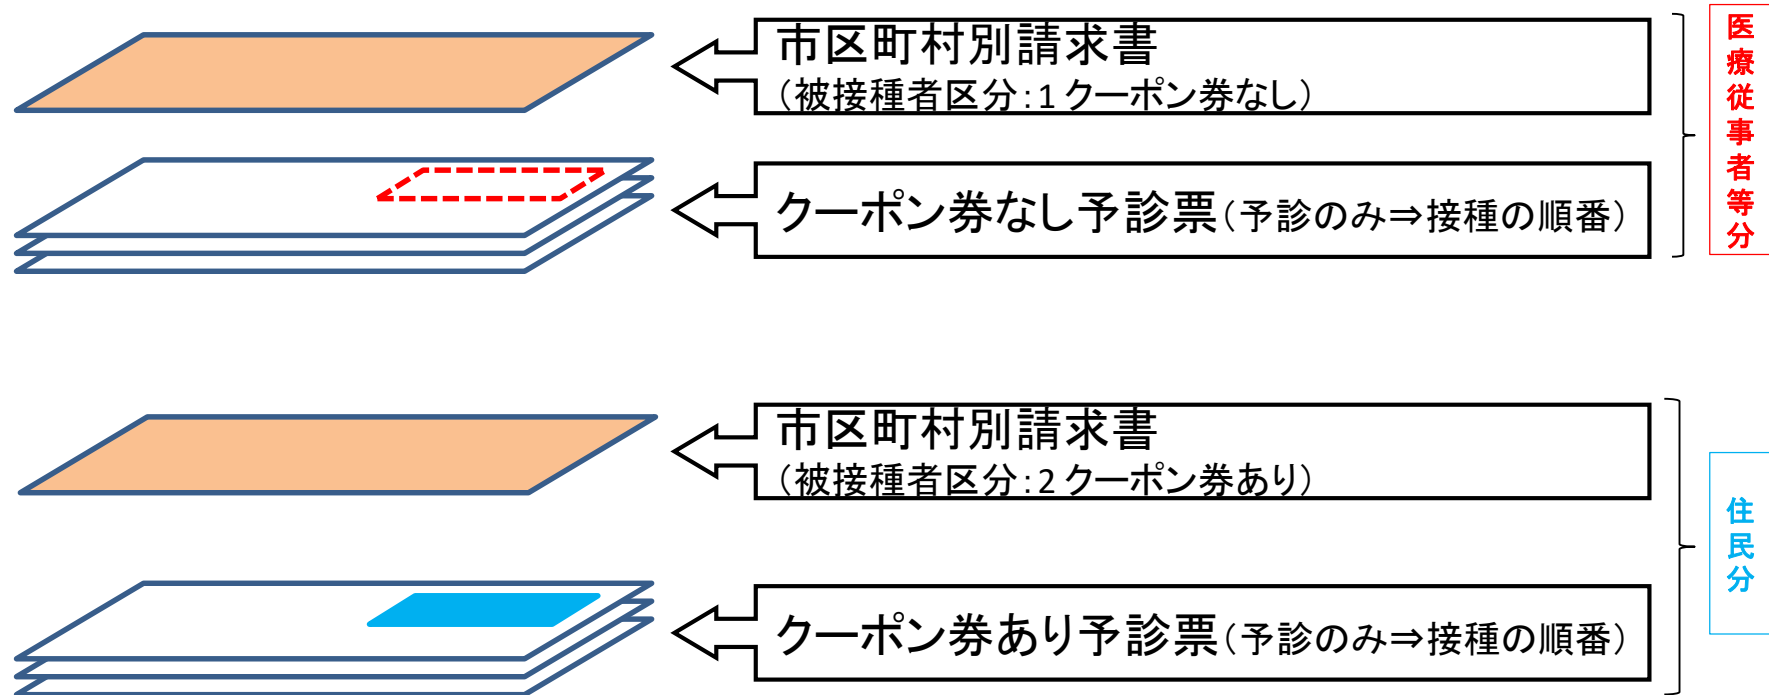 市区町村別請求書
（被接種者区分：1 クーポン券なし）
クーポン券なし予診票（予診のみ⇒接種の順番）
医療従事者等分
市区町村別請求書
（被接種者区分：2 クーポン券あり）
クーポン券あり予診票（予診のみ⇒接種の順番）
住民分